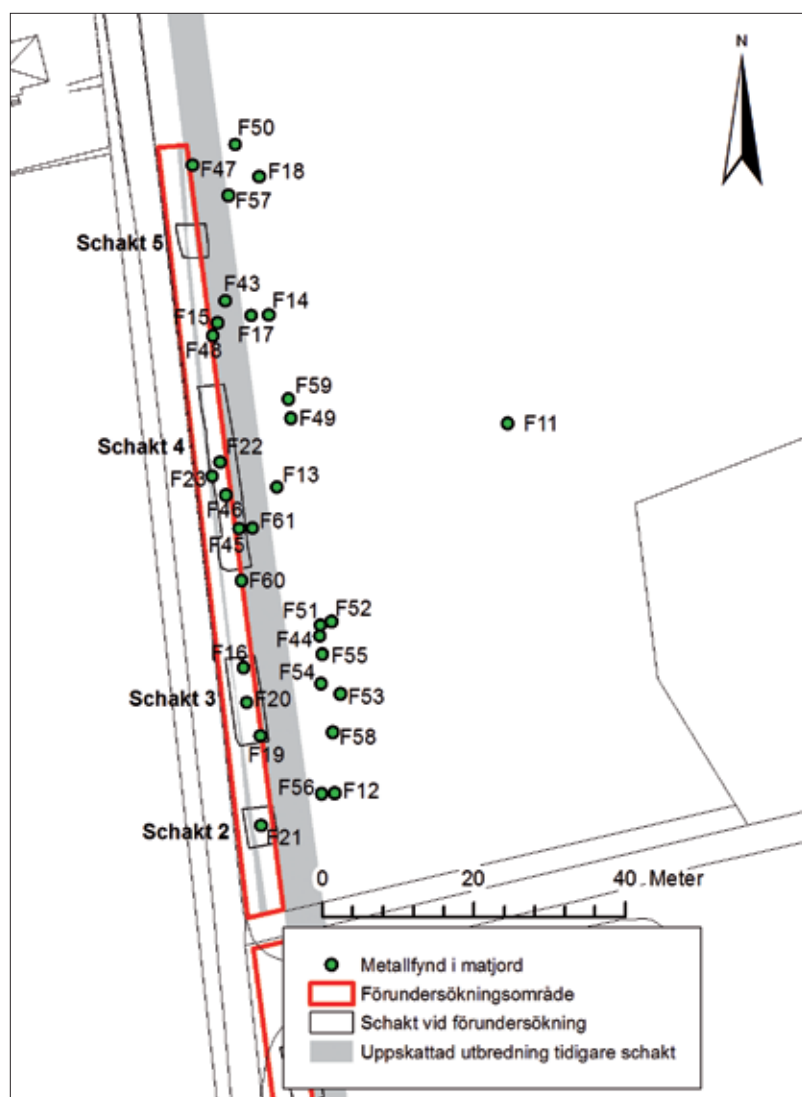 N
F50
F47
F18
F57
Schakt 5
F43
F14
F15
F17
F48
F59
F49
F11
Schakt 4
F22
F23
F13
F46
F61
F45
F60
F51
F52
F44
F55
F16
F54
Schakt 3
F20
F53
F19
F58
F56
F12
Schakt 2
F21
0 20 40 Meter
Metallfynd i matjord
Förundersökningsområde
Schakt vid förundersökning
Uppskattad utbredning tidigare schakt